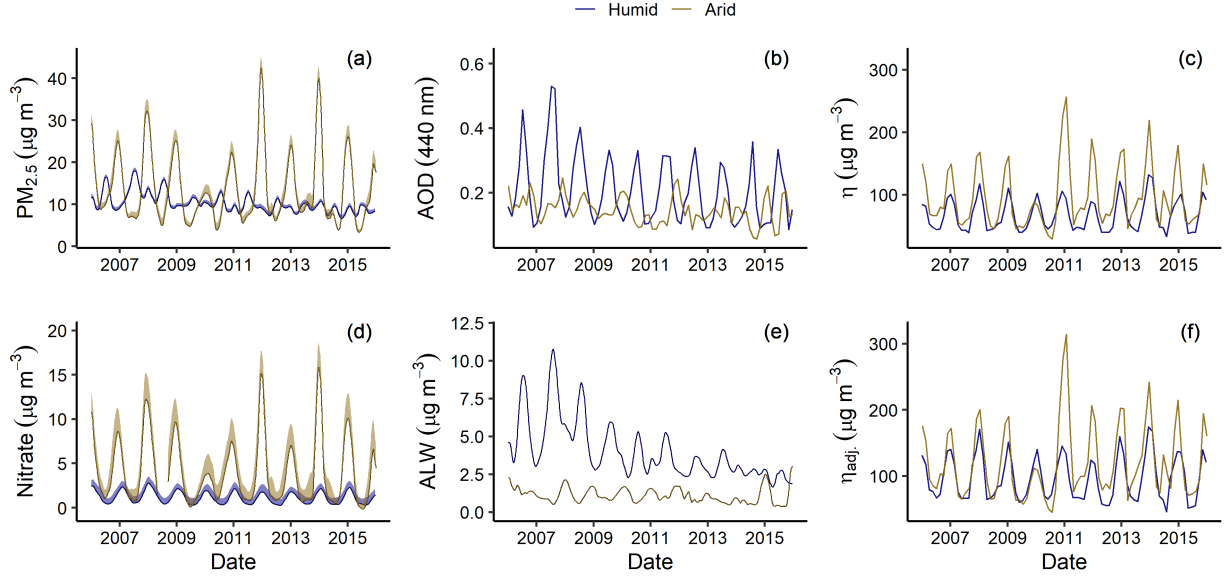 Humid Arid
(a)
PM2.5 (μg m−3)
40
30
20
10
0
2007 2009 2011 2013 2015
(b)
AOD (440 nm)
0.6
0.4
0.2
2007 2009 2011 2013 2015
(c)
η (μg m−3)
300
200
100
2007 2009 2011 2013 2015
(d)
Nitrate (μg m−3)
20
15
10
5
0
2007 2009 2011 2013 2015
Date
(e)
ALW (μg m−3)
12.5
10.0
7.5
5.0
2.5
0.0
2007 2009 2011 2013 2015
Date
(f)
ηadj. (μg m−3)
300
200
100
2007 2009 2011 2013 2015
Date